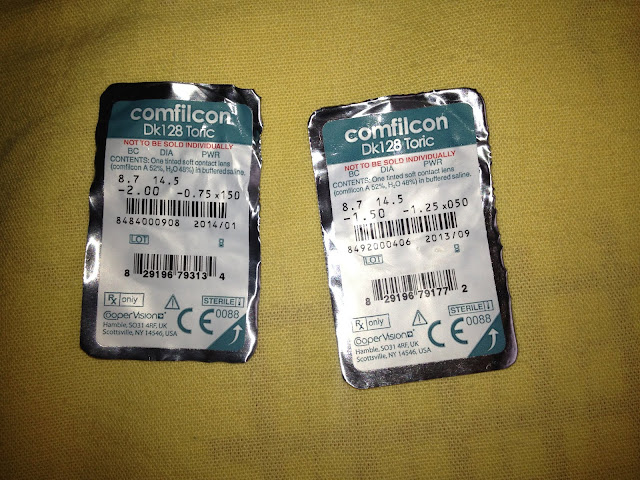 comfilcon
Dk128 Toric
NOT TO BE SOLD INDIVIDUALLY
BC DIA PWR
CONTENTS: One tinted soft contact lens
(comfilcon A 52%, H₂O 48%) in buffered saline.
8.7 14.5
-2.00 -0.75x150
8484000908 2014/01
LOT
8 29196 79313 4
Rx only
STERILE
CooperVision
0088
Hamble, SO31 4RF, UK
Scottsville, NY 14546, USA
comfilcon
Dk128 Toric
NOT TO BE SOLD INDIVIDUALLY
BC DIA PWR
CONTENTS: One tinted soft contact lens
(comfilcon A 52%, H₂O 48%) in buffered saline.
8.7 14.5
-1.50 -1.25x050
8492000406 2013/09
LOT
8 29196 79177 2
Rx only
STERILE
CooperVision
0088
Hamble, SO31 4RF, UK
Scottsville, NY 14546, USA